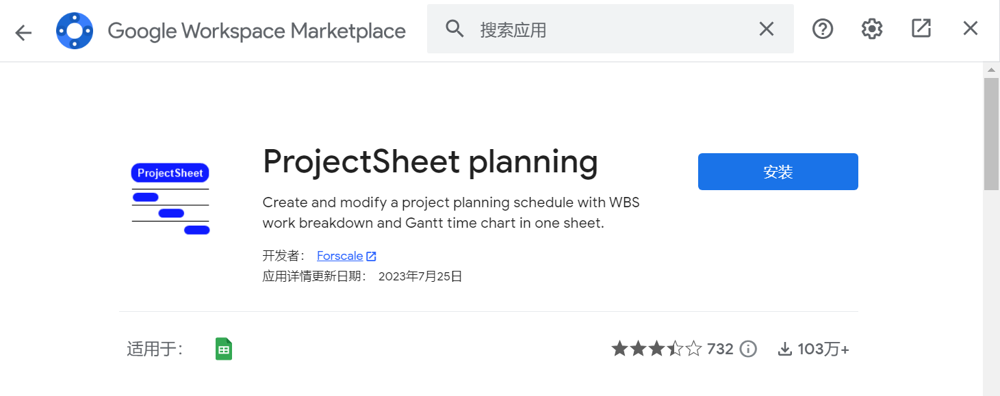 Google Workspace Marketplace
搜索应用
ProjectSheet
ProjectSheet planning
安装
Create and modify a project planning schedule with WBS
work breakdown and Gantt time chart in one sheet.
开发者： Forscale
应用详情更新日期： 2023年7月25日
适用于：
732
103万+